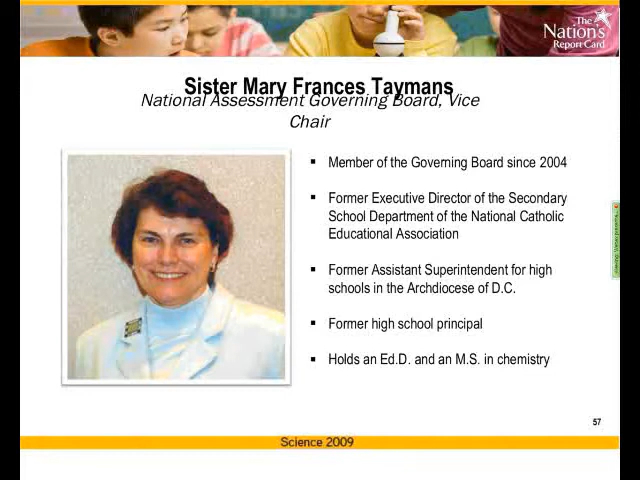 The
Nation's
Report Card
Sister Mary Frances Taymans
National Assessment Governing Board, Vice
Chair
▪ Member of the Governing Board since 2004
▪ Former Executive Director of the Secondary
School Department of the National Catholic
Educational Association
▪ Former Assistant Superintendent for high
schools in the Archdiocese of D.C.
▪ Former high school principal
▪ Holds an Ed.D. and an M.S. in chemistry
57
Science 2009